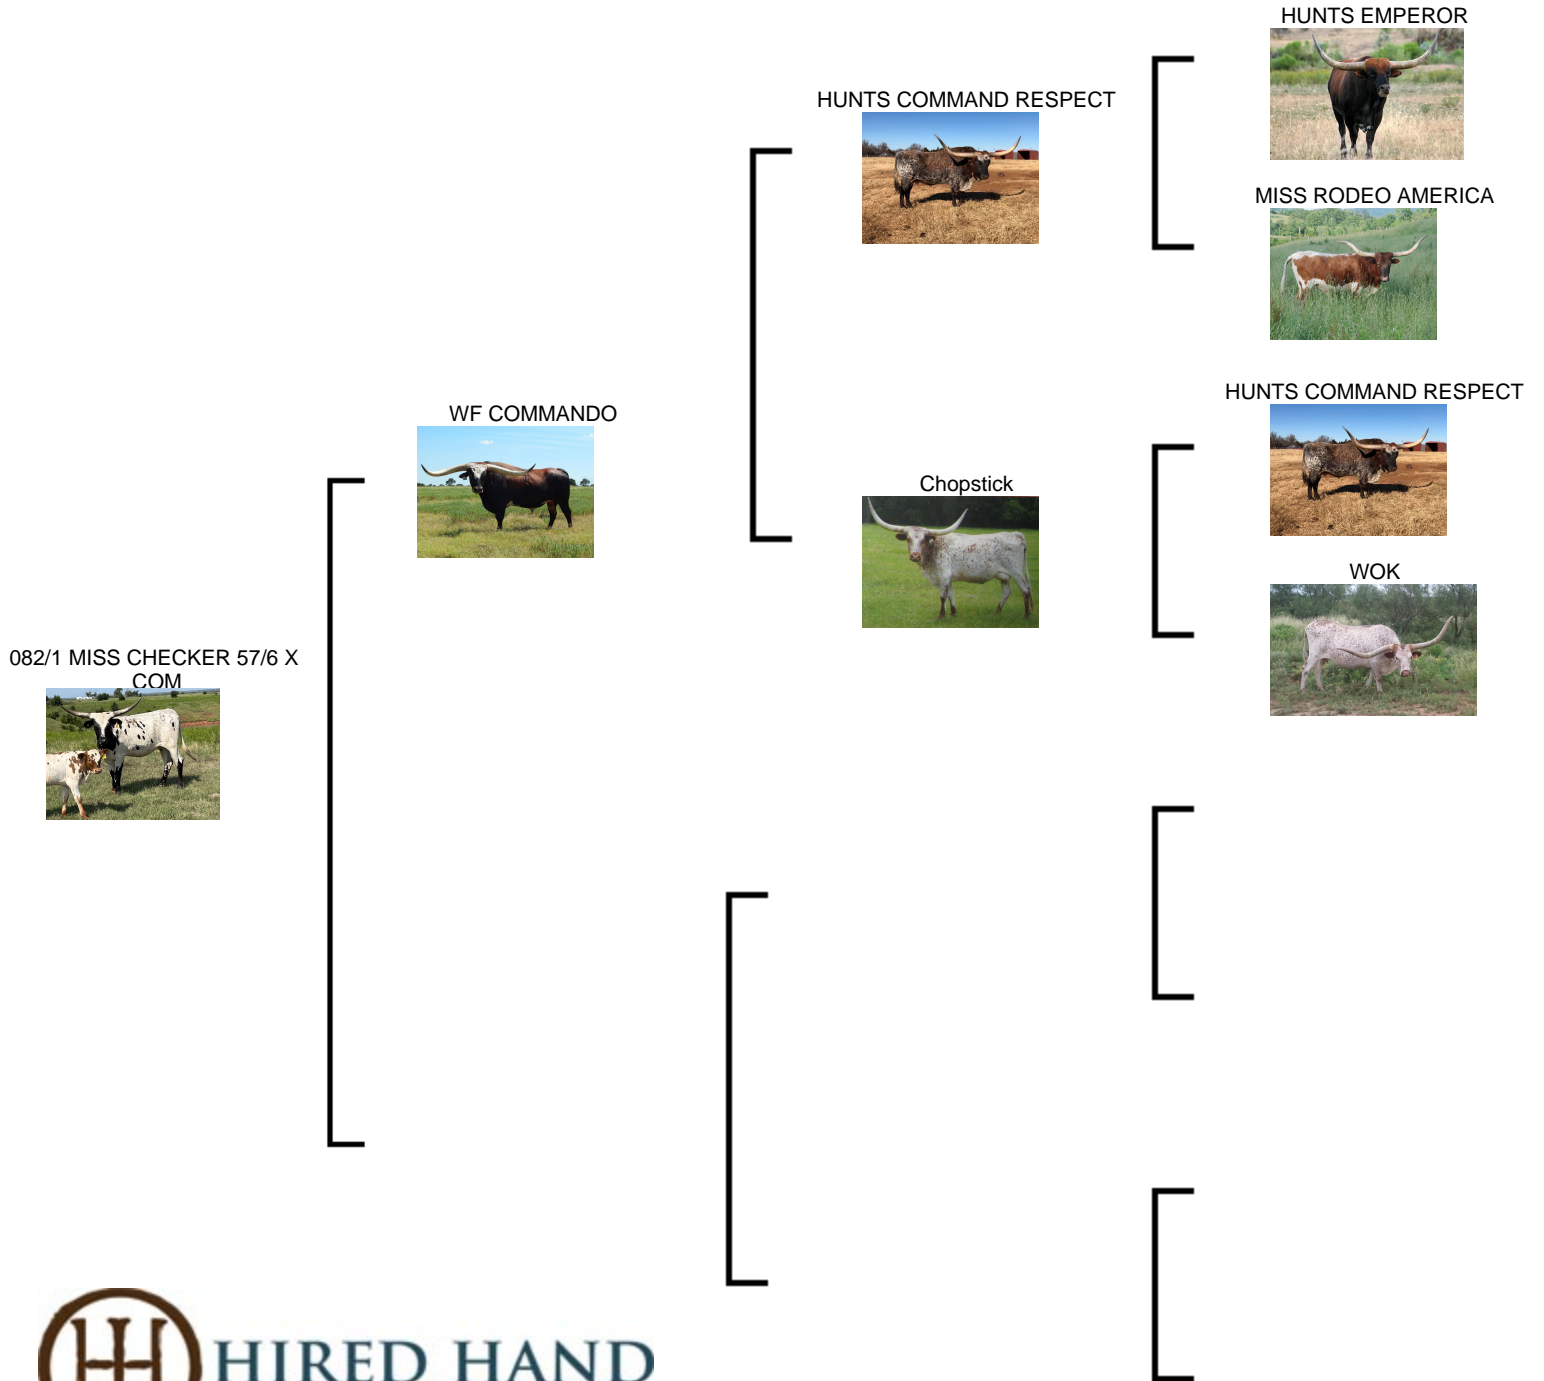 HUNTS EMPEROR
HUNTS COMMAND RESPECT
MISS RODEO AMERICA
HUNTS COMMAND RESPECT
WF COMMANDO
Chopstick
WOK
082/1 MISS CHECKER 57/6 X
COM
HIRED HAND